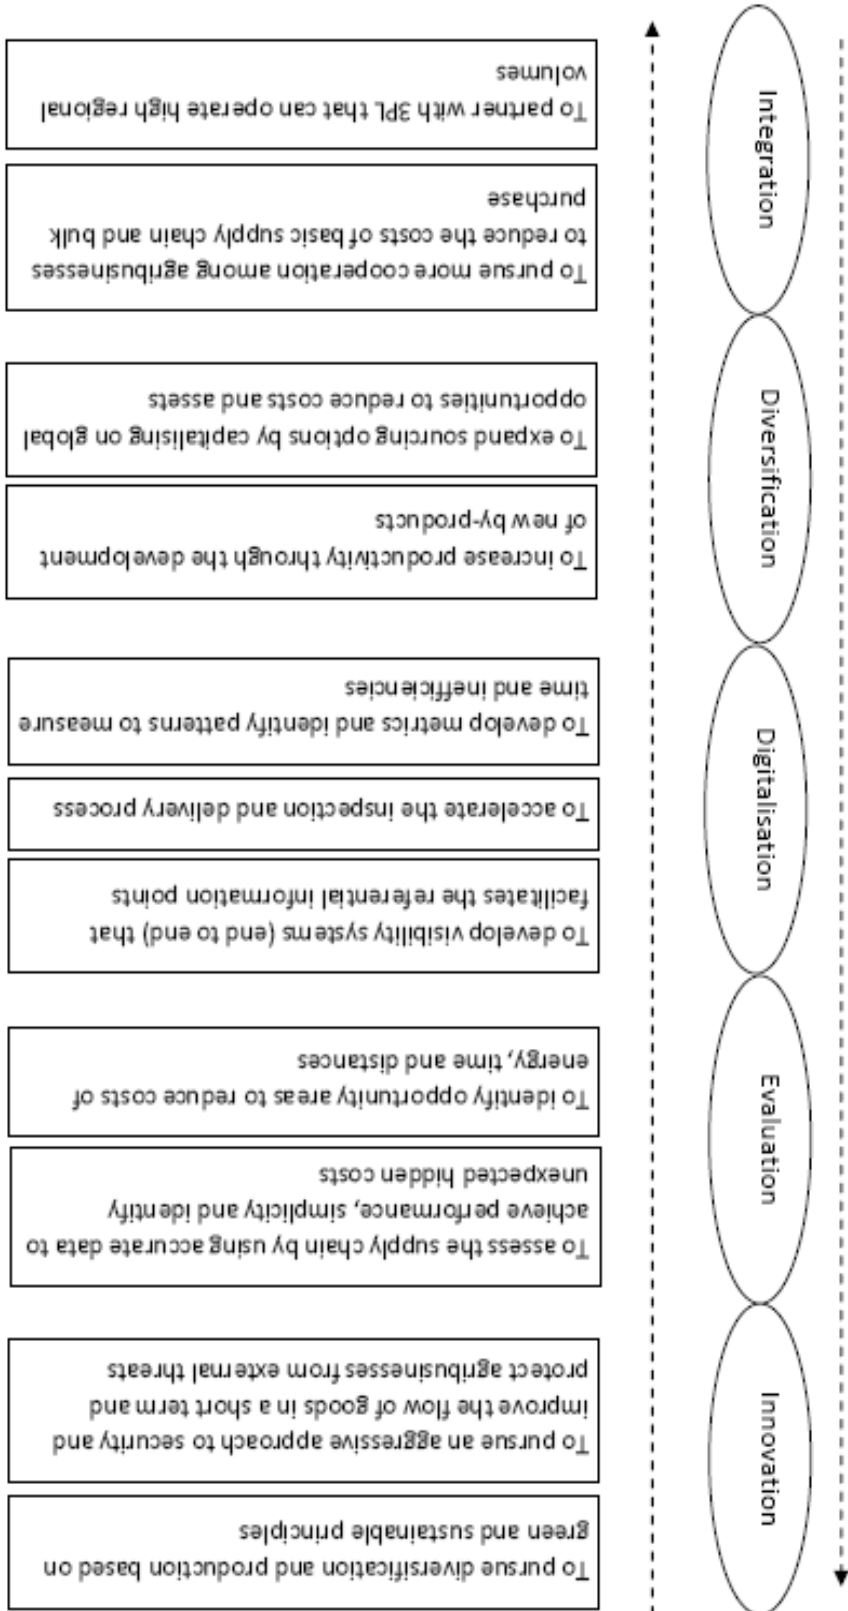 Innovation
To pursue diversification and production based on
green and sustainable principles
To pursue an aggressive approach to security and
improve the flow of goods in a short term and
protect agribusinesses from external threats
Evaluation
To assess the supply chain by using accurate data to
achieve performance, simplicity and identify
unexpected hidden costs
To identify opportunity areas to reduce costs of
energy, time and distances
Digitalisation
To develop visibility systems (end to end) that
facilitates the referential information points
To accelerate the inspection and delivery process
To develop metrics and identify patterns to measure
time and inefficiencies
Diversification
To increase productivity through the development
of new by-products
To expand sourcing options by capitalising on global
opportunities to reduce costs and assets
Integration
To pursue more cooperation among agribusinesses
to reduce the costs of basic supply chain and bulk
purchase
To partner with 3PL that can operate high regional
volumes